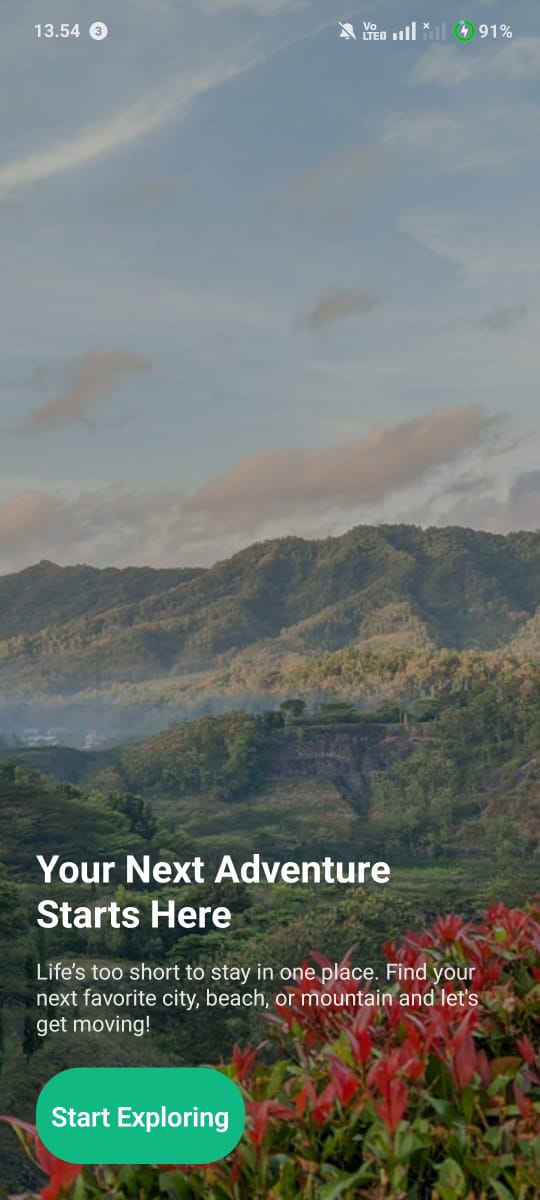 13.54 3 Vo LTE 91%
Your Next Adventure
Starts Here
Life’s too short to stay in one place. Find your
next favorite city, beach, or mountain and let's
get moving!
Start Exploring